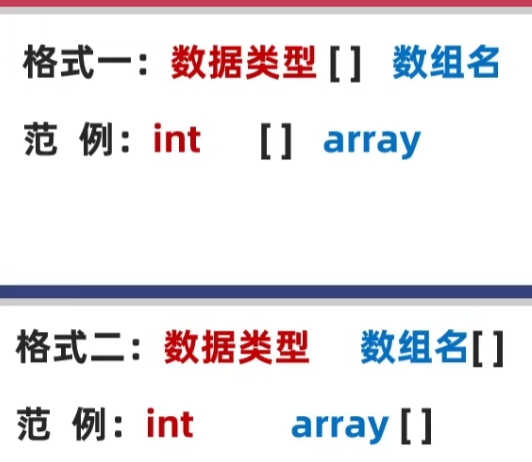 格式一：数据类型 [ ] 数组名
范 例：int [ ] array
格式二：数据类型 数组名[ ]
范 例：int array [ ]